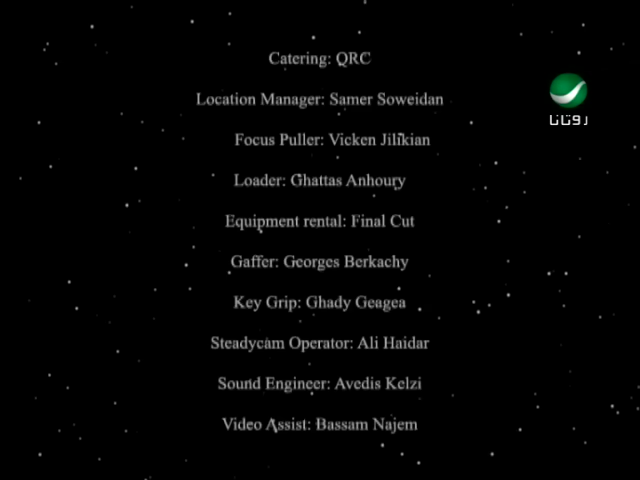 Catering: QRC
Location Manager: Samer Soweidan
روتانا
Focus Puller: Vicken Jilikian
Loader: Ghattas Anhoury
Equipment rental: Final Cut
Gaffer: Georges Berkachy
Key Grip: Ghady Geagea
Steadycam Operator: Ali Haidar
Sound Engineer: Avedis Kelzi
Video Assist: Bassam Najem